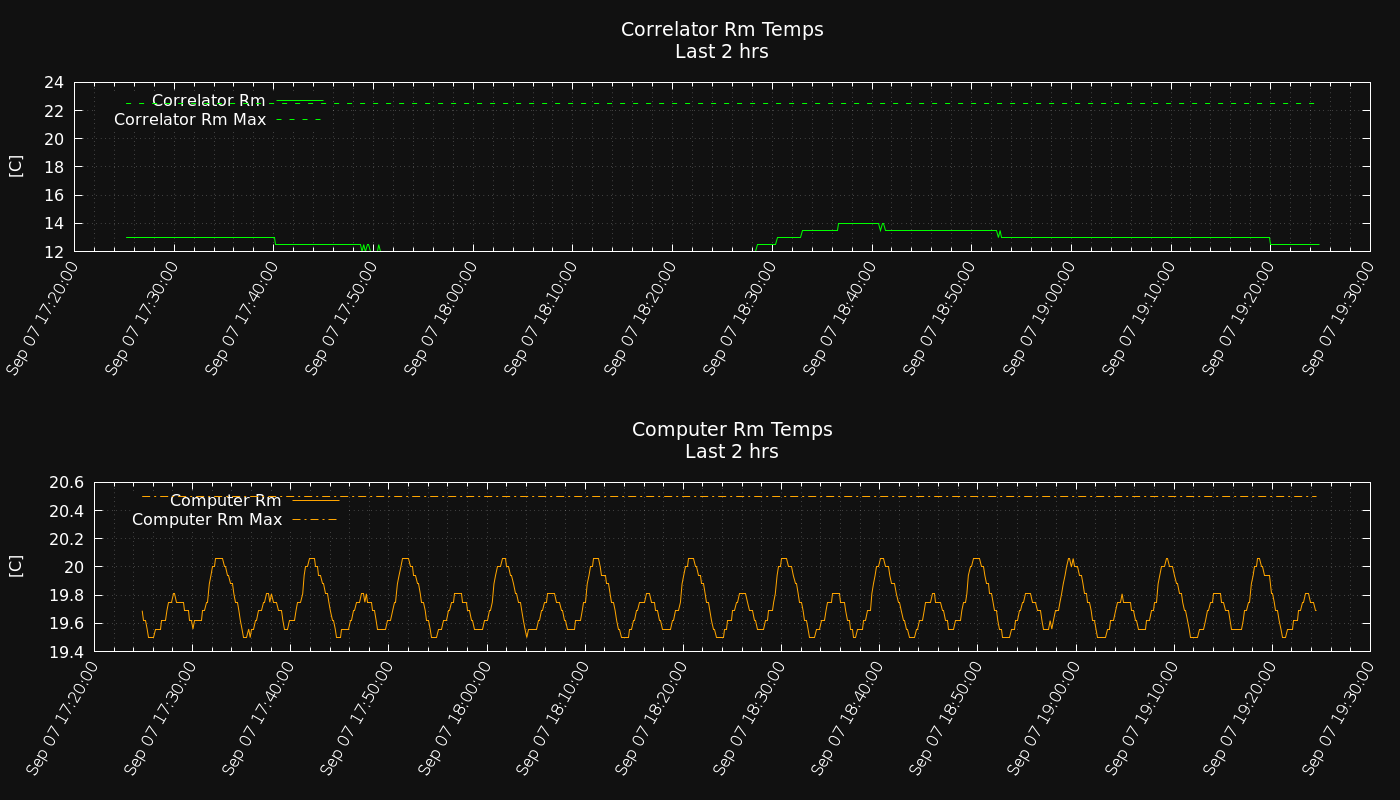 Correlator Rm Temps
Last 2 hrs
[C]
24
22
20
18
16
14
12
Correlator Rm
Correlator Rm Max
Sep 07 17:20:00
Sep 07 17:30:00
Sep 07 17:40:00
Sep 07 17:50:00
Sep 07 18:00:00
Sep 07 18:10:00
Sep 07 18:20:00
Sep 07 18:30:00
Sep 07 18:40:00
Sep 07 18:50:00
Sep 07 19:00:00
Sep 07 19:10:00
Sep 07 19:20:00
Sep 07 19:30:00
Computer Rm Temps
Last 2 hrs
[C]
20.6
20.4
20.2
20
19.8
19.6
19.4
Computer Rm
Computer Rm Max
Sep 07 17:20:00
Sep 07 17:30:00
Sep 07 17:40:00
Sep 07 17:50:00
Sep 07 18:00:00
Sep 07 18:10:00
Sep 07 18:20:00
Sep 07 18:30:00
Sep 07 18:40:00
Sep 07 18:50:00
Sep 07 19:00:00
Sep 07 19:10:00
Sep 07 19:20:00
Sep 07 19:30:00